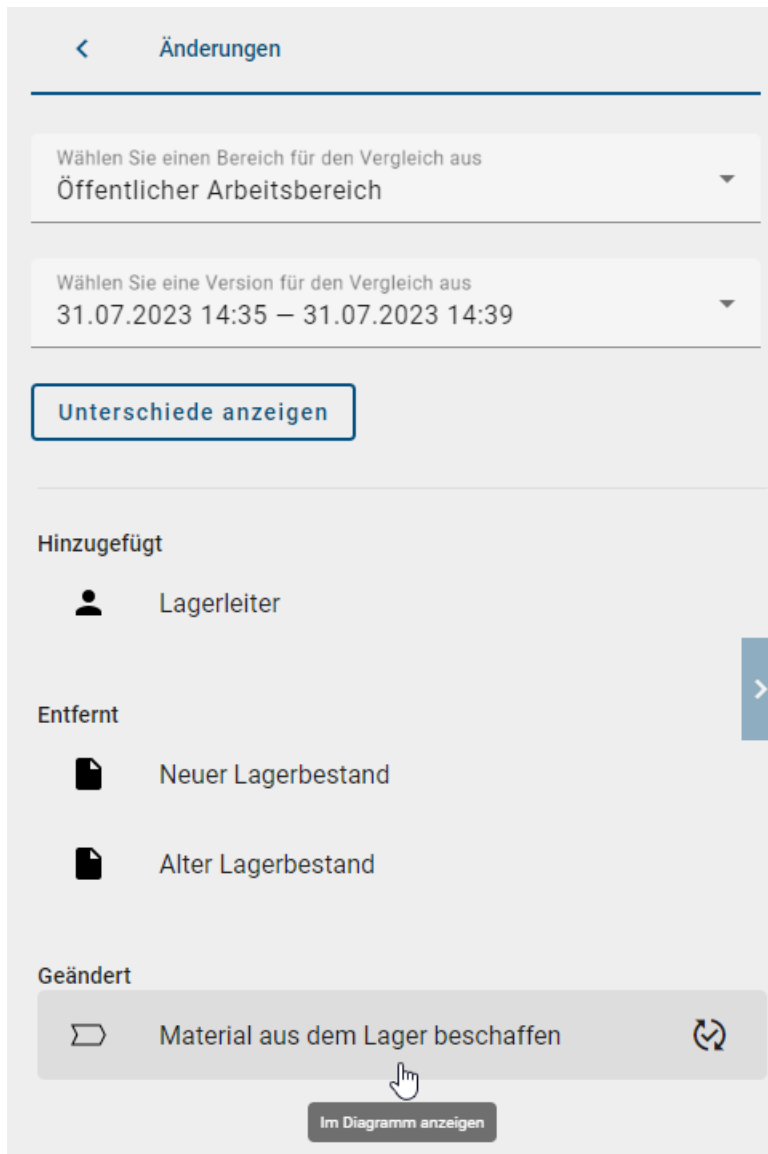 Änderungen
Wählen Sie einen Bereich für den Vergleich aus
Öffentlicher Arbeitsbereich
Wählen Sie eine Version für den Vergleich aus
31.07.2023 14:35 — 31.07.2023 14:39
Unterschiede anzeigen
Hinzugefügt
Lagerleiter
Entfernt
Neuer Lagerbestand
Alter Lagerbestand
Geändert
Material aus dem Lager beschaffen
Im Diagramm anzeigen